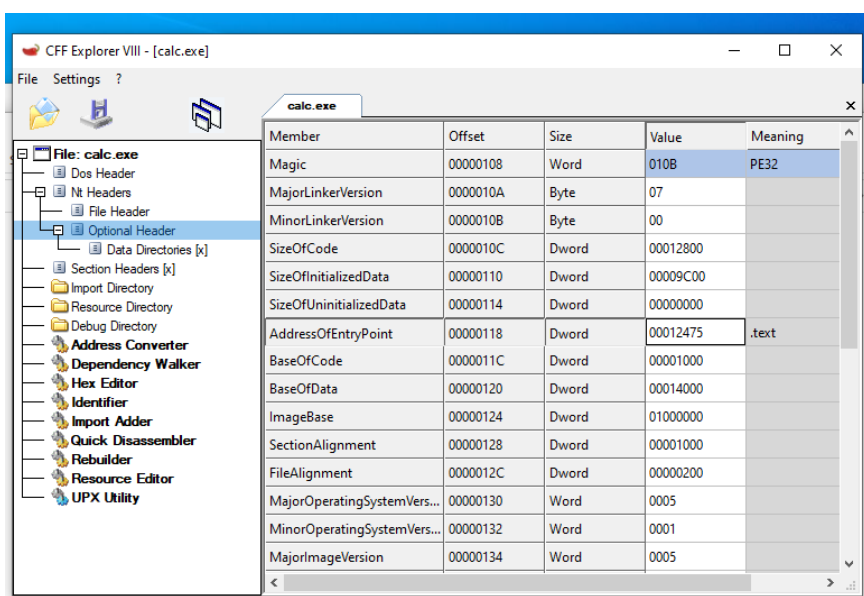 CFF Explorer VIII - [calc.exe]
File Settings ?
calc.exe
File: calc.exe
Dos Header
Nt Headers
File Header
Optional Header
Data Directories [x]
Section Headers [x]
Import Directory
Resource Directory
Debug Directory
Address Converter
Dependency Walker
Hex Editor
Identifier
Import Adder
Quick Disassembler
Rebuilder
Resource Editor
UPX Utility
Member Offset Size Value Meaning
Magic 00000108 Word 010B PE32
MajorLinkerVersion 0000010A Byte 07
MinorLinkerVersion 0000010B Byte 00
SizeOfCode 0000010C Dword 00012800
SizeOfInitializedData 00000110 Dword 00009C00
SizeOfUninitializedData 00000114 Dword 00000000
AddressOfEntryPoint 00000118 Dword 00012475 .text
BaseOfCode 0000011C Dword 00001000
BaseOfData 00000120 Dword 00014000
ImageBase 00000124 Dword 01000000
SectionAlignment 00000128 Dword 00001000
FileAlignment 0000012C Dword 00000200
MajorOperatingSystemVers... 00000130 Word 0005
MinorOperatingSystemVers... 00000132 Word 0001
MajorImageVersion 00000134 Word 0005